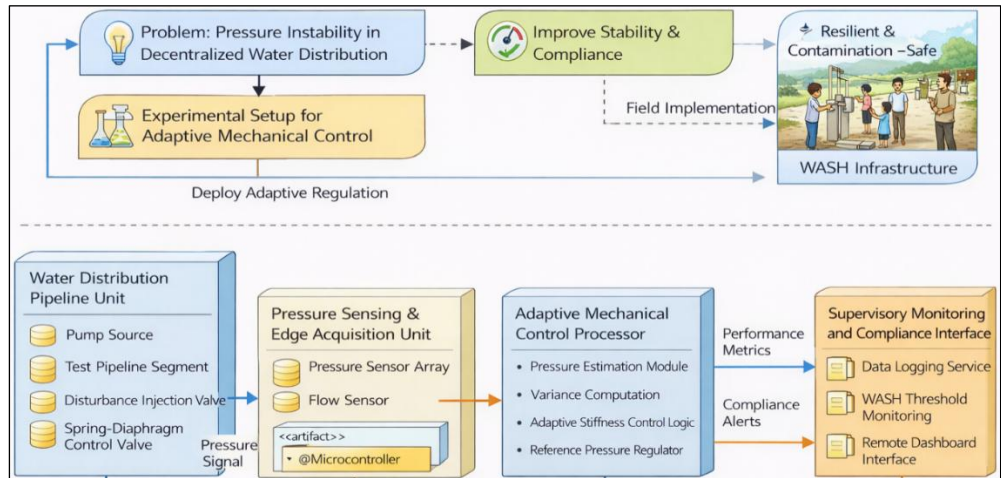 Problem: Pressure Instability in
Decentralized Water Distribution
Improve Stability &
Compliance
Resilient &
Contamination –Safe
Experimental Setup for
Adaptive Mechanical Control
Field Implementation
WASH Infrastructure
Deploy Adaptive Regulation
Water Distribution
Pipeline Unit
Pump Source
Test Pipeline Segment
Disturbance Injection Valve
Spring-Diaphragm
Control Valve
Pressure
Signal
Pressure Sensing &
Edge Acquisition Unit
Pressure Sensor Array
Flow Sensor
<<artifact>>
• @Microcontroller
Adaptive Mechanical
Control Processor
• Pressure Estimation Module
• Variance Computation
• Adaptive Stiffness Control Logic
• Reference Pressure Regulator
Performance
Metrics
Compliance
Alerts
Supervisory Monitoring
and Compliance Interface
Data Logging Service
WASH Threshold
Monitoring
Remote Dashboard
Interface